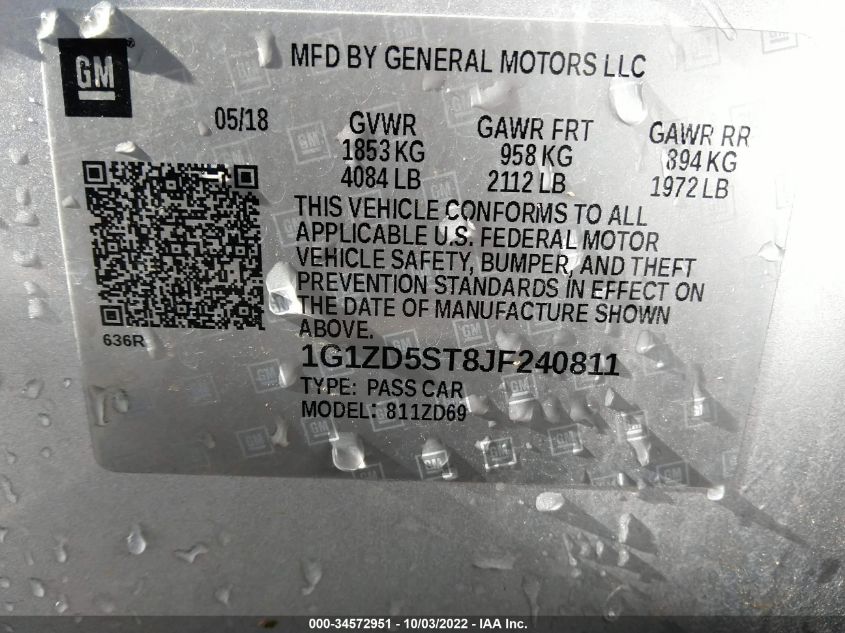 GM
MFD BY GENERAL MOTORS LLC
05/18 GVWR GAWR FRT GAWR RR
1853 KG 958 KG 894 KG
4084 LB 2112 LB 1972 LB
THIS VEHICLE CONFORMS TO ALL
APPLICABLE U.S. FEDERAL MOTOR
VEHICLE SAFETY, BUMPER, AND THEFT
PREVENTION STANDARDS IN EFFECT ON
THE DATE OF MANUFACTURE SHOWN
ABOVE.
636R
1G1ZD5ST8JF240811
TYPE: PASS CAR
MODEL: 811ZD69
000-34572951 - 10/03/2022 - IAA Inc.